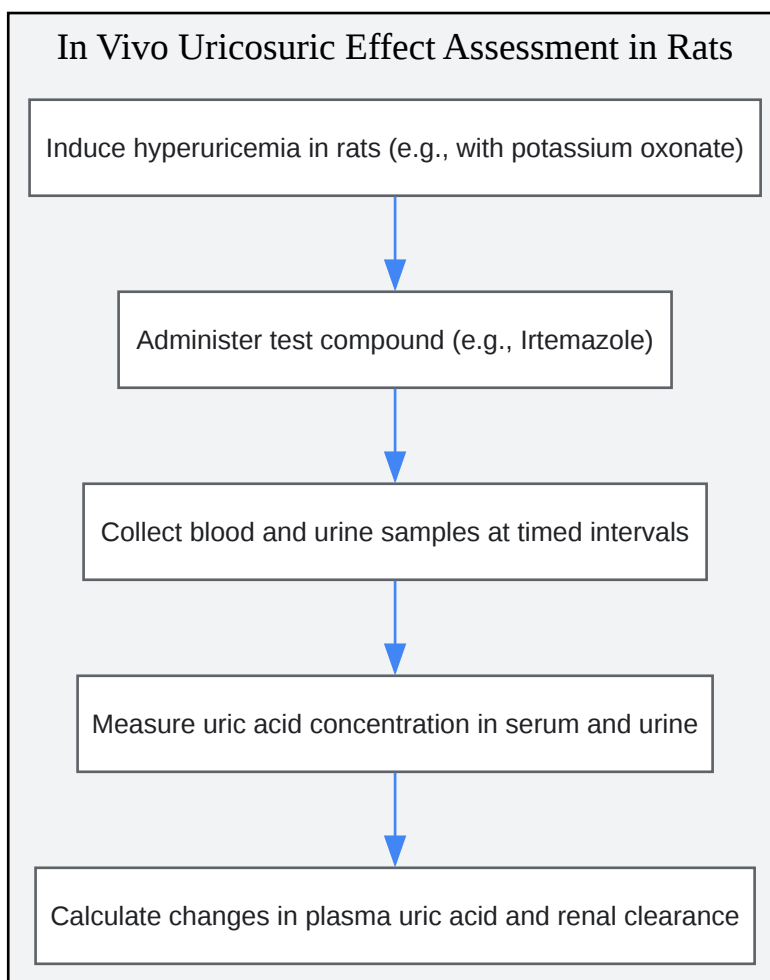 In Vivo Uricosuric Effect Assessment in Rats
Induce hyperuricemia in rats (e.g., with potassium oxonate)
Administer test compound (e.g., Irtemazole)
Collect blood and urine samples at timed intervals
Measure uric acid concentration in serum and urine
Calculate changes in plasma uric acid and renal clearance